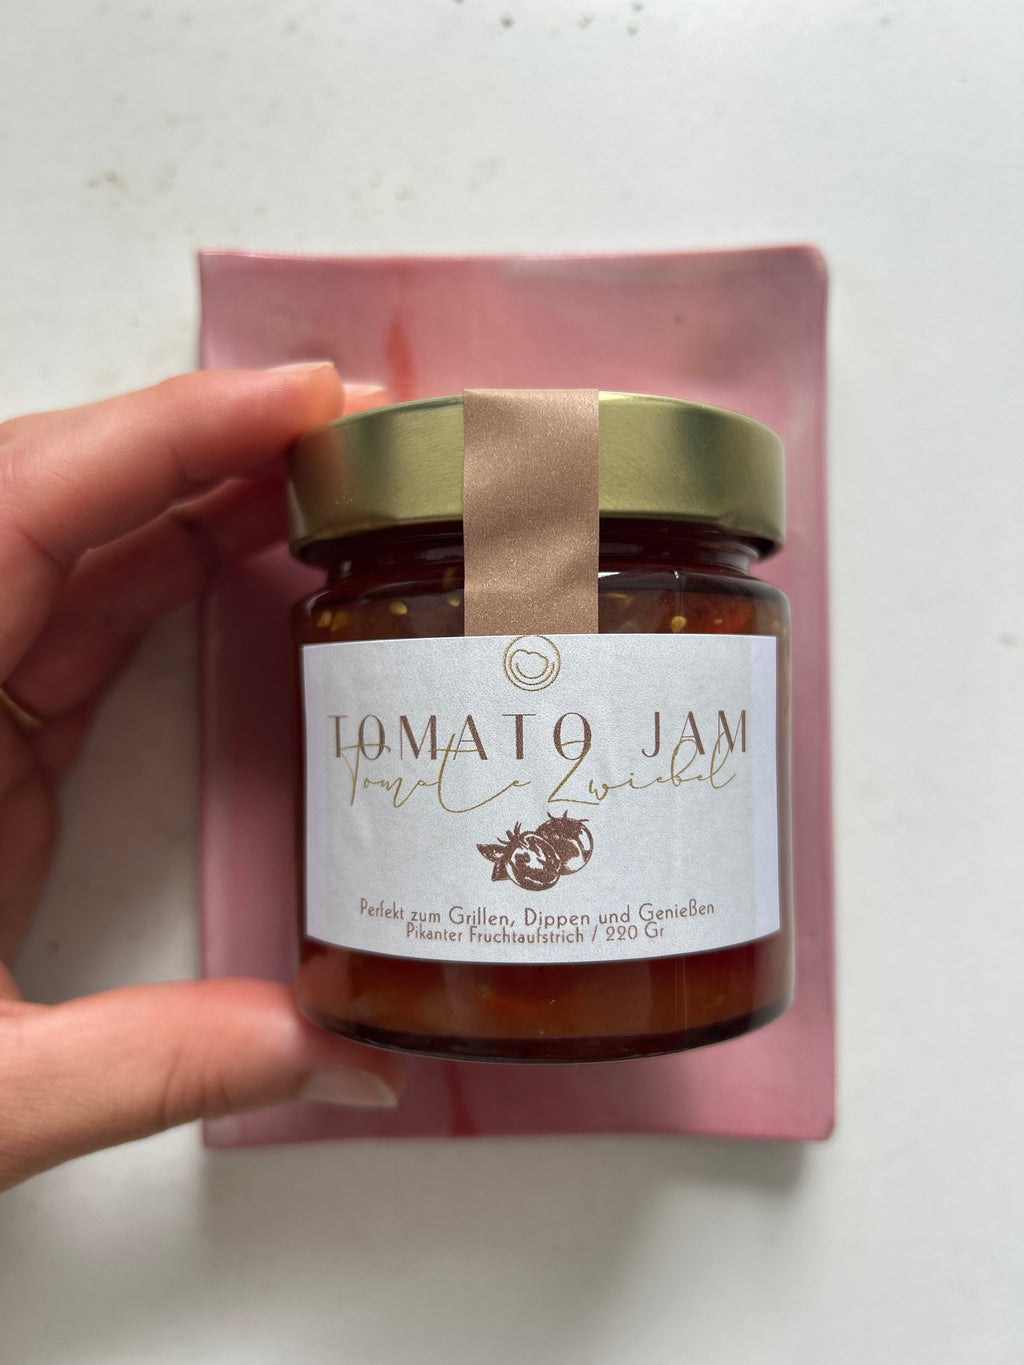 TOMATO JAM
Tomate Zwiebel
Perfekt zum Grillen, Dippen und Genießen
Pikanter Fruchtaufstrich / 220 Gr